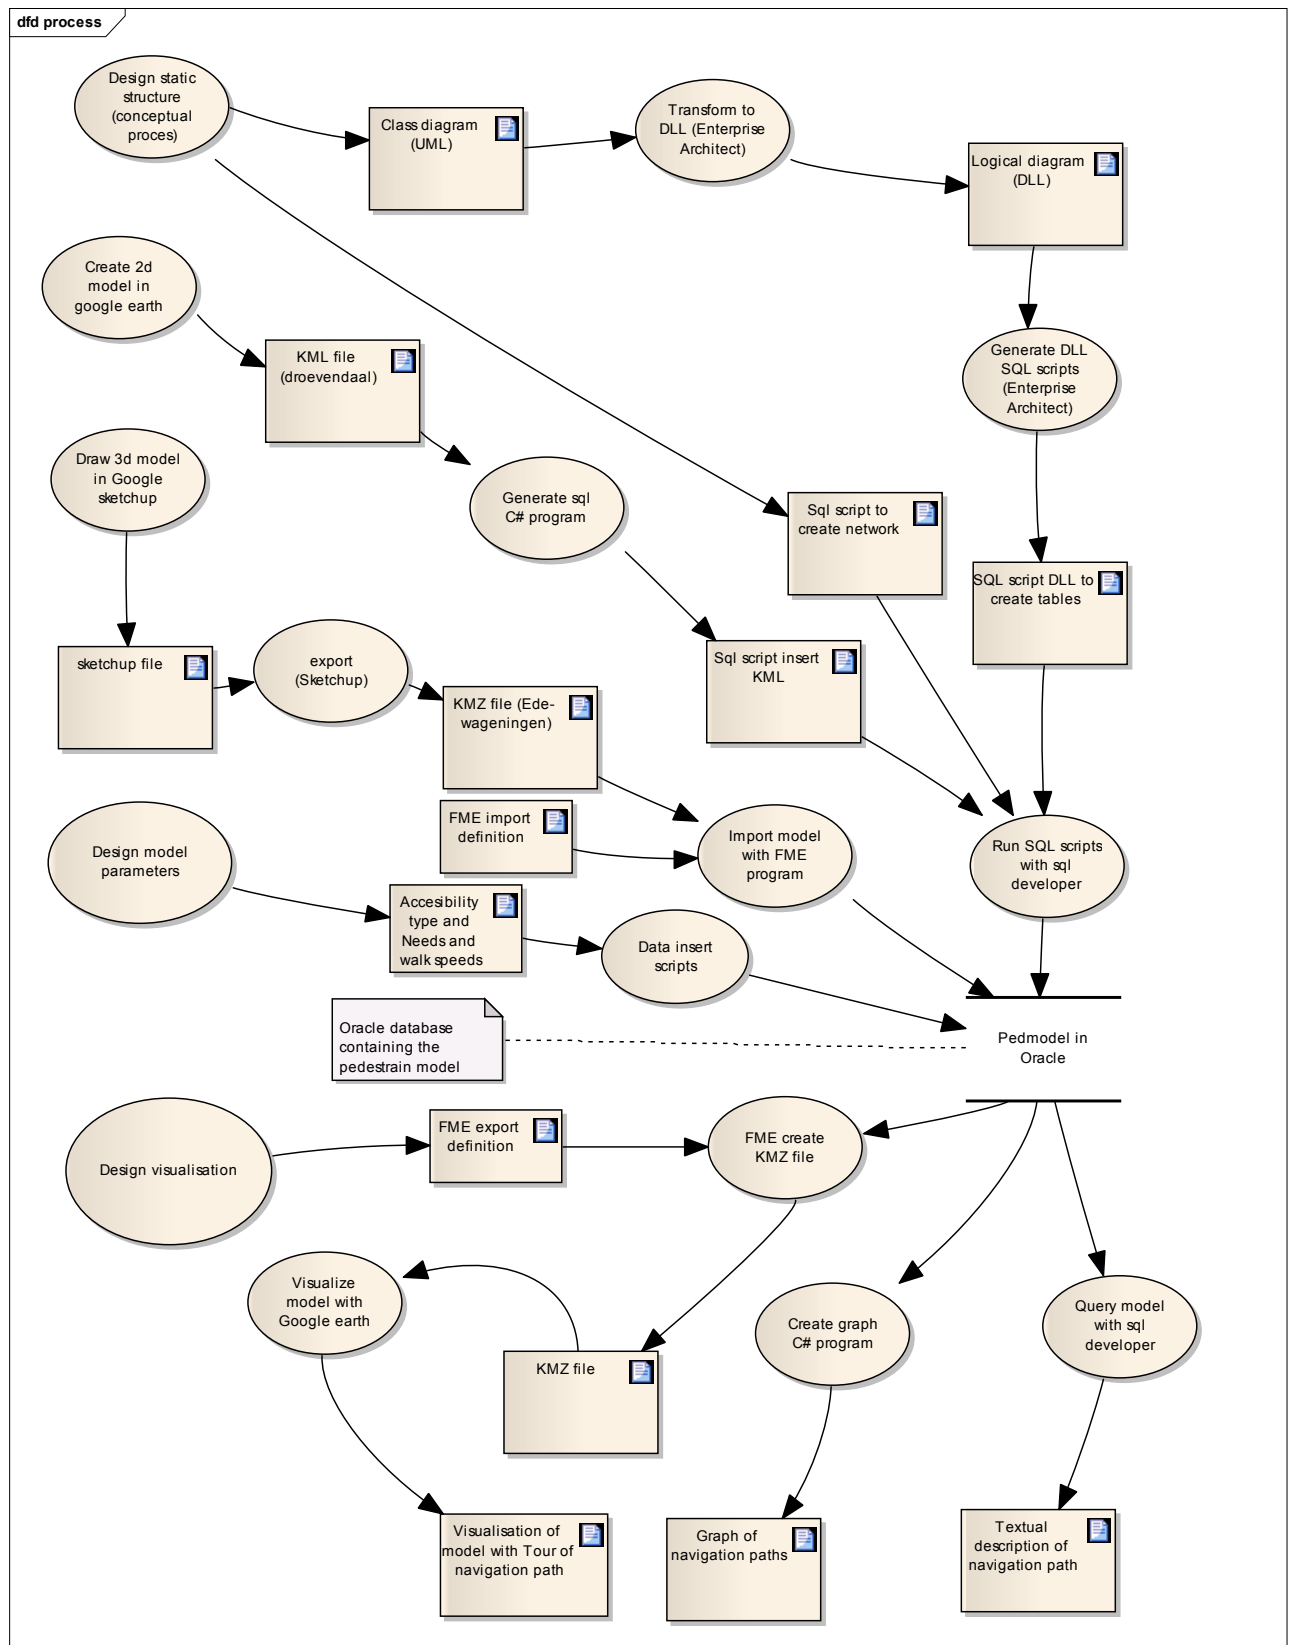 dfd process
Design static
structure
(conceptual
proces)
Class diagram
(UML)
Transform to
DLL (Enterprise
Architect)
Logical diagram
(DLL)
Create 2d
model in
google earth
KML file
(droevendaal)
Generate DLL
SQL scripts
(Enterprise
Architect)
Draw 3d model
in Google
sketchup
Generate sql
C# program
Sql script to
create network
SQL script DLL to
create tables
sketchup file
export
(Sketchup)
KMZ file (Ede-
wageningen)
Sql script insert
KML
FME import
definition
Import model
with FME
program
Run SQL scripts
with sql
developer
Design model
parameters
Accesibility
type and
Needs and
walk speeds
Data insert
scripts
Oracle database
containing the
pedestrain model
Pedmodel in
Oracle
Design visualisation
FME export
definition
FME create
KMZ file
Visualize
model with
Google earth
KMZ file
Create graph
C# program
Query model
with sql
developer
Visualisation of
model with Tour of
navigation path
Graph of
navigation paths
Textual
description of
navigation path